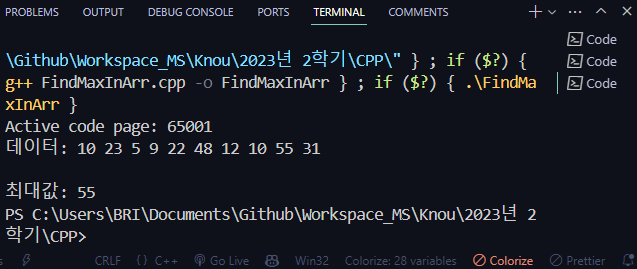 PROBLEMS OUTPUT DEBUG CONSOLE PORTS TERMINAL COMMENTS
\Github\Workspace_MS\Knou\2023년 2학기\CPP\" } ; if ($?) {
g++ FindMaxInArr.cpp -o FindMaxInArr } ; if ($?) { .\FindMa
xInArr }
Active code page: 65001
데이터: 10 23 5 9 22 48 12 10 55 31
최대값: 55
PS C:\Users\BRI\Documents\Github\Workspace_MS\Knou\2023년 2
학기\CPP>
Code
Code
Code
CRLF {} C++ Go Live Win32 Colorize: 28 variables Colorize Prettier